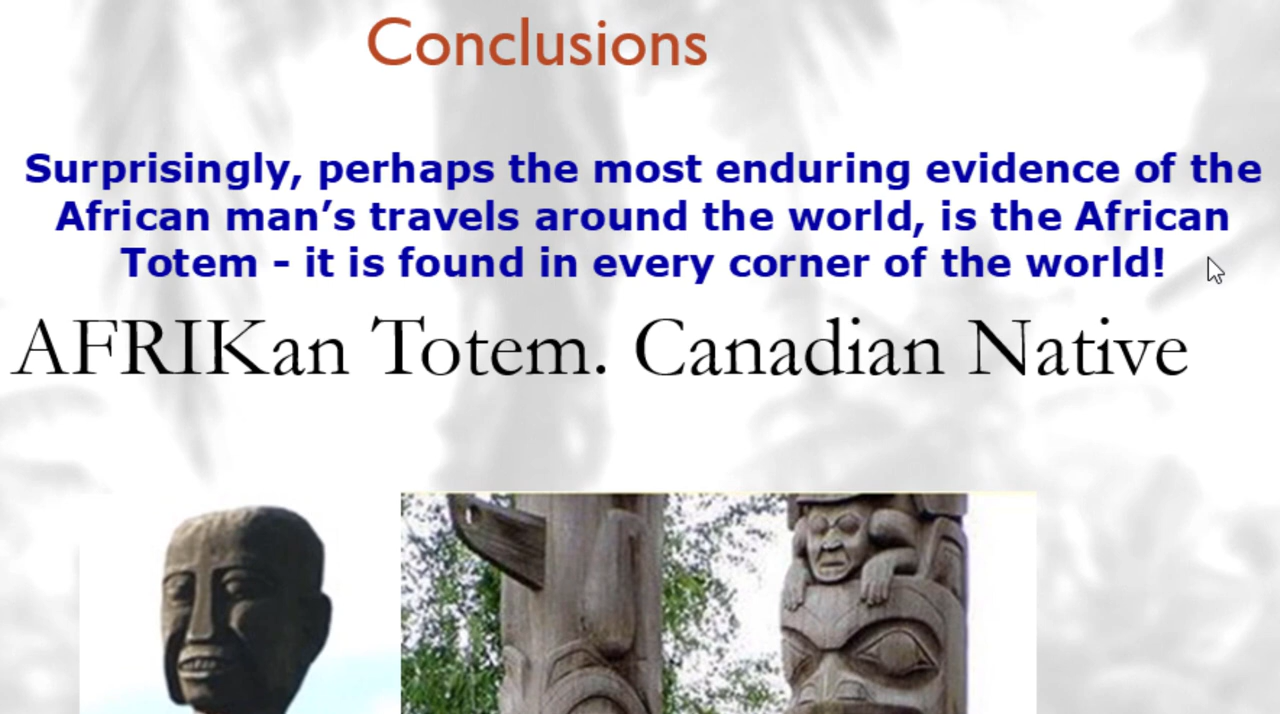 Conclusions
Surprisingly, perhaps the most enduring evidence of the
African man’s travels around the world, is the African
Totem - it is found in every corner of the world!
AFRIKan Totem. Canadian Native